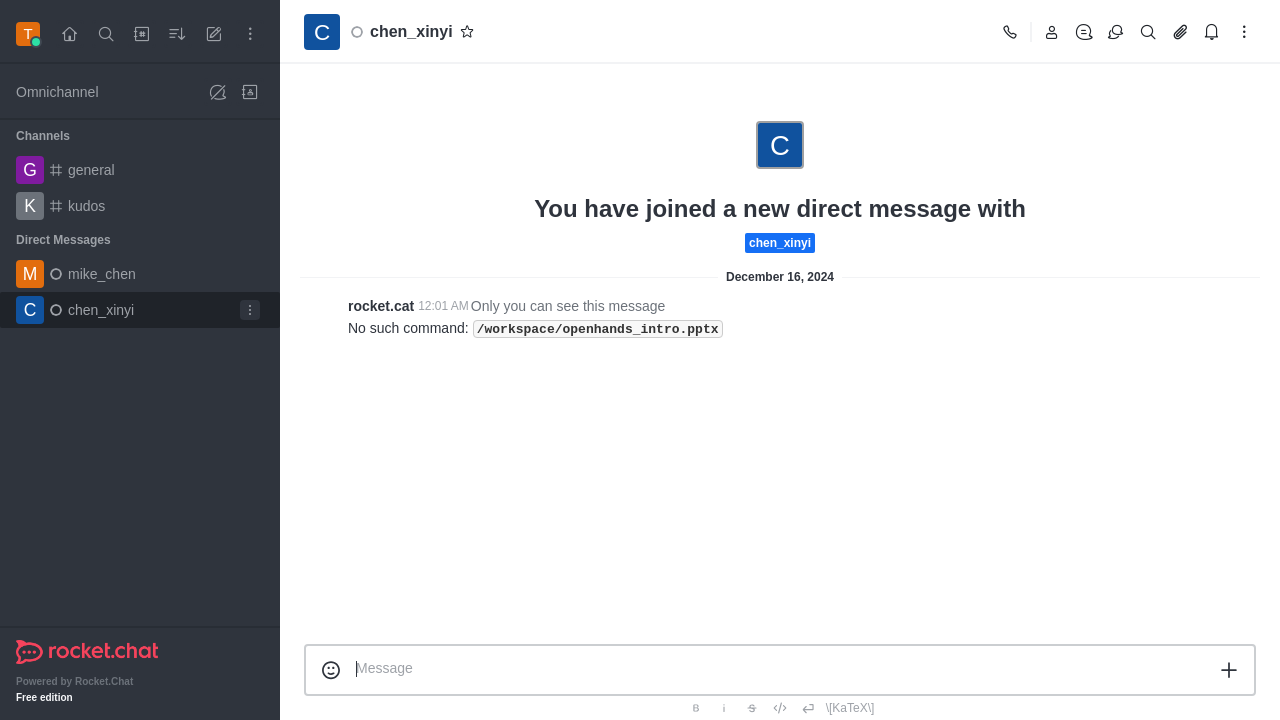 T
Omnichannel
Channels
G general
K kudos
Direct Messages
M mike_chen
C chen_xinyi
rocket.chat
Powered by Rocket.Chat
Free edition
C chen_xinyi
C
You have joined a new direct message with
chen_xinyi
December 16, 2024
rocket.cat 12:01 AM Only you can see this message
No such command: /workspace/openhands_intro.pptx
Message
B i S \[KaTeX\]